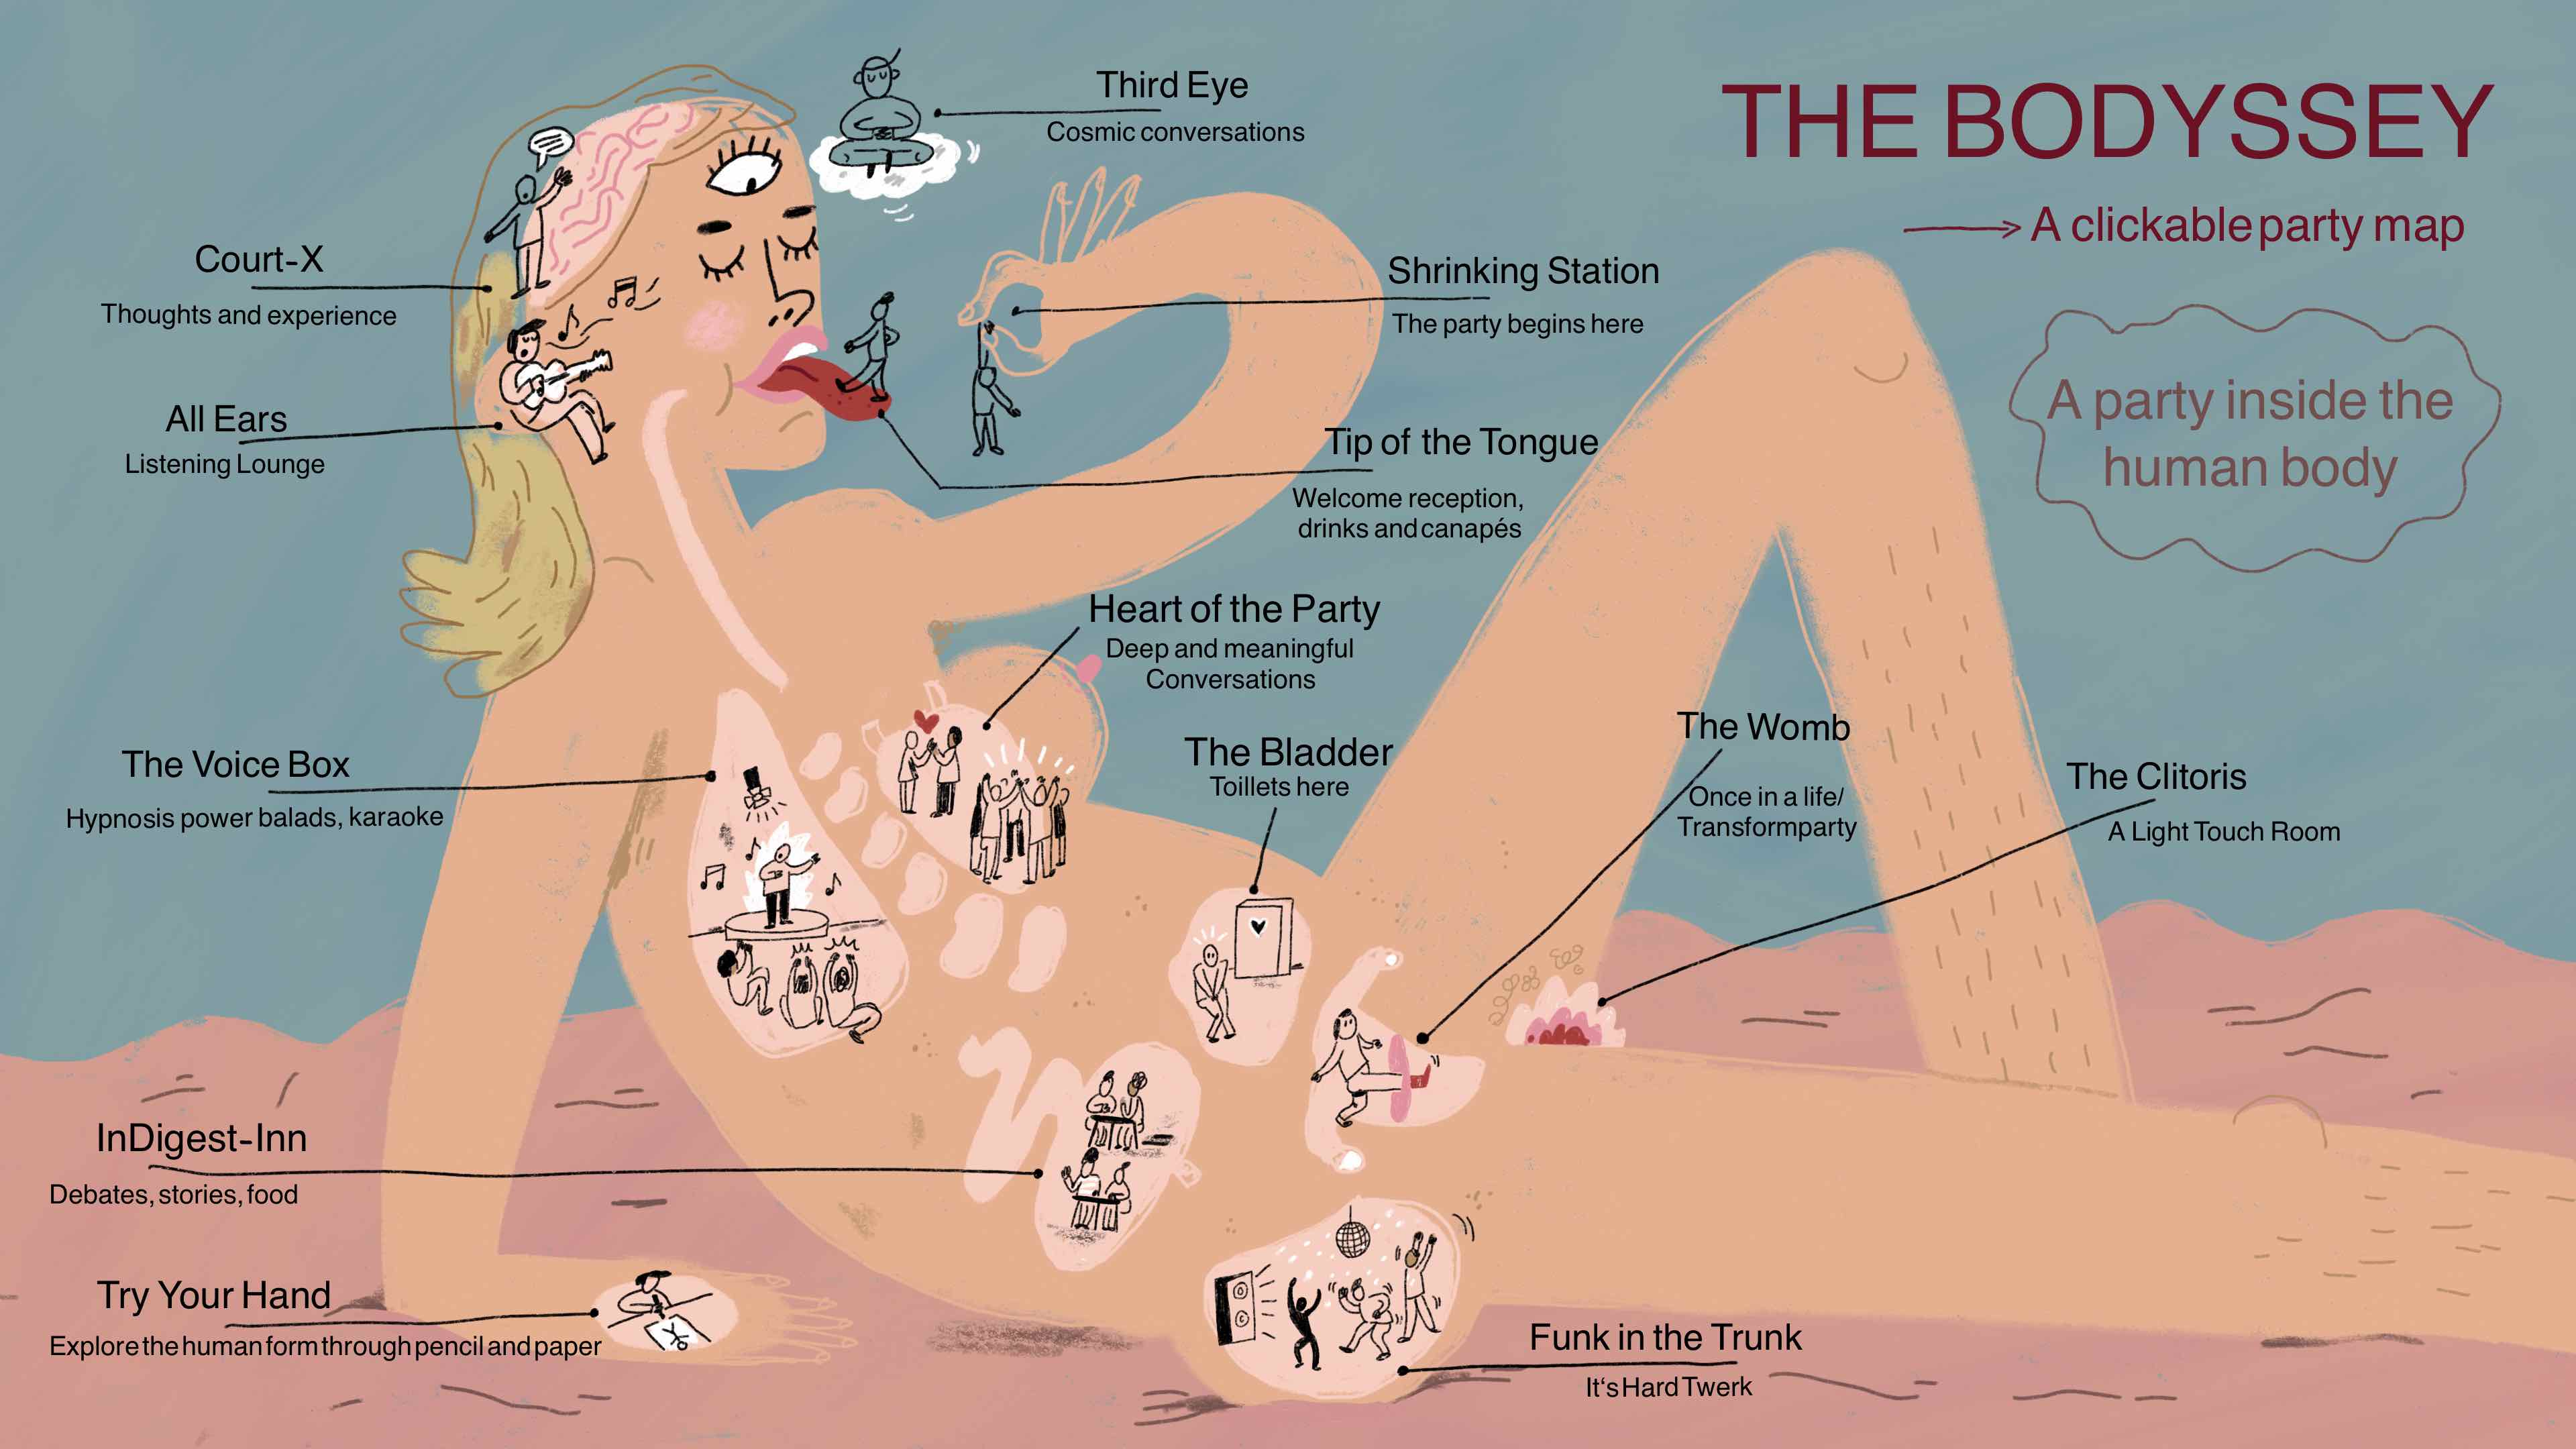 THE BODYSSEY
A clickable party map
A party inside the
human body
Third Eye
Cosmic conversations
Court-X
Thoughts and experience
Shrinking Station
The party begins here
All Ears
Listening Lounge
Tip of the Tongue
Welcome reception,
drinks and canapés
Heart of the Party
Deep and meaningful
Conversations
The Voice Box
Hypnosis power balads, karaoke
The Bladder
Toillets here
The Womb
Once in a life/
Transformparty
The Clitoris
A Light Touch Room
InDigest-Inn
Debates, stories, food
Try Your Hand
Explore the human form through pencil and paper
Funk in the Trunk
It‘s Hard Twerk